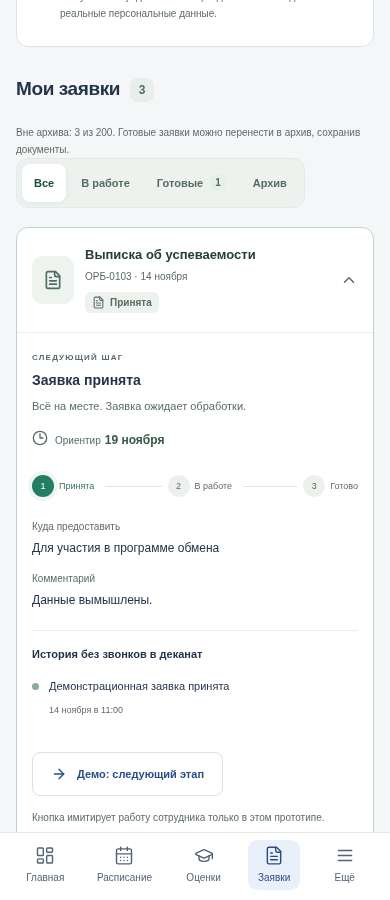 реальные персональные данные.
Мои заявки 3
Вне архива: 3 из 200. Готовые заявки можно перенести в архив, сохранив
документы.
Все В работе Готовые 1 Архив
Выписка об успеваемости
ОРБ-0103 · 14 ноября
Принята
СЛЕДУЮЩИЙ ШАГ
Заявка принята
Всё на месте. Заявка ожидает обработки.
Ориентир 19 ноября
1 Принята 2 В работе 3 Готово
Куда предоставить
Для участия в программе обмена
Комментарий
Данные вымышлены.
История без звонков в деканат
Демонстрационная заявка принята
14 ноября в 11:00
Демо: следующий этап
Кнопка имитирует работу сотрудника только в этом прототипе.
Главная Расписание Оценки Заявки Ещё